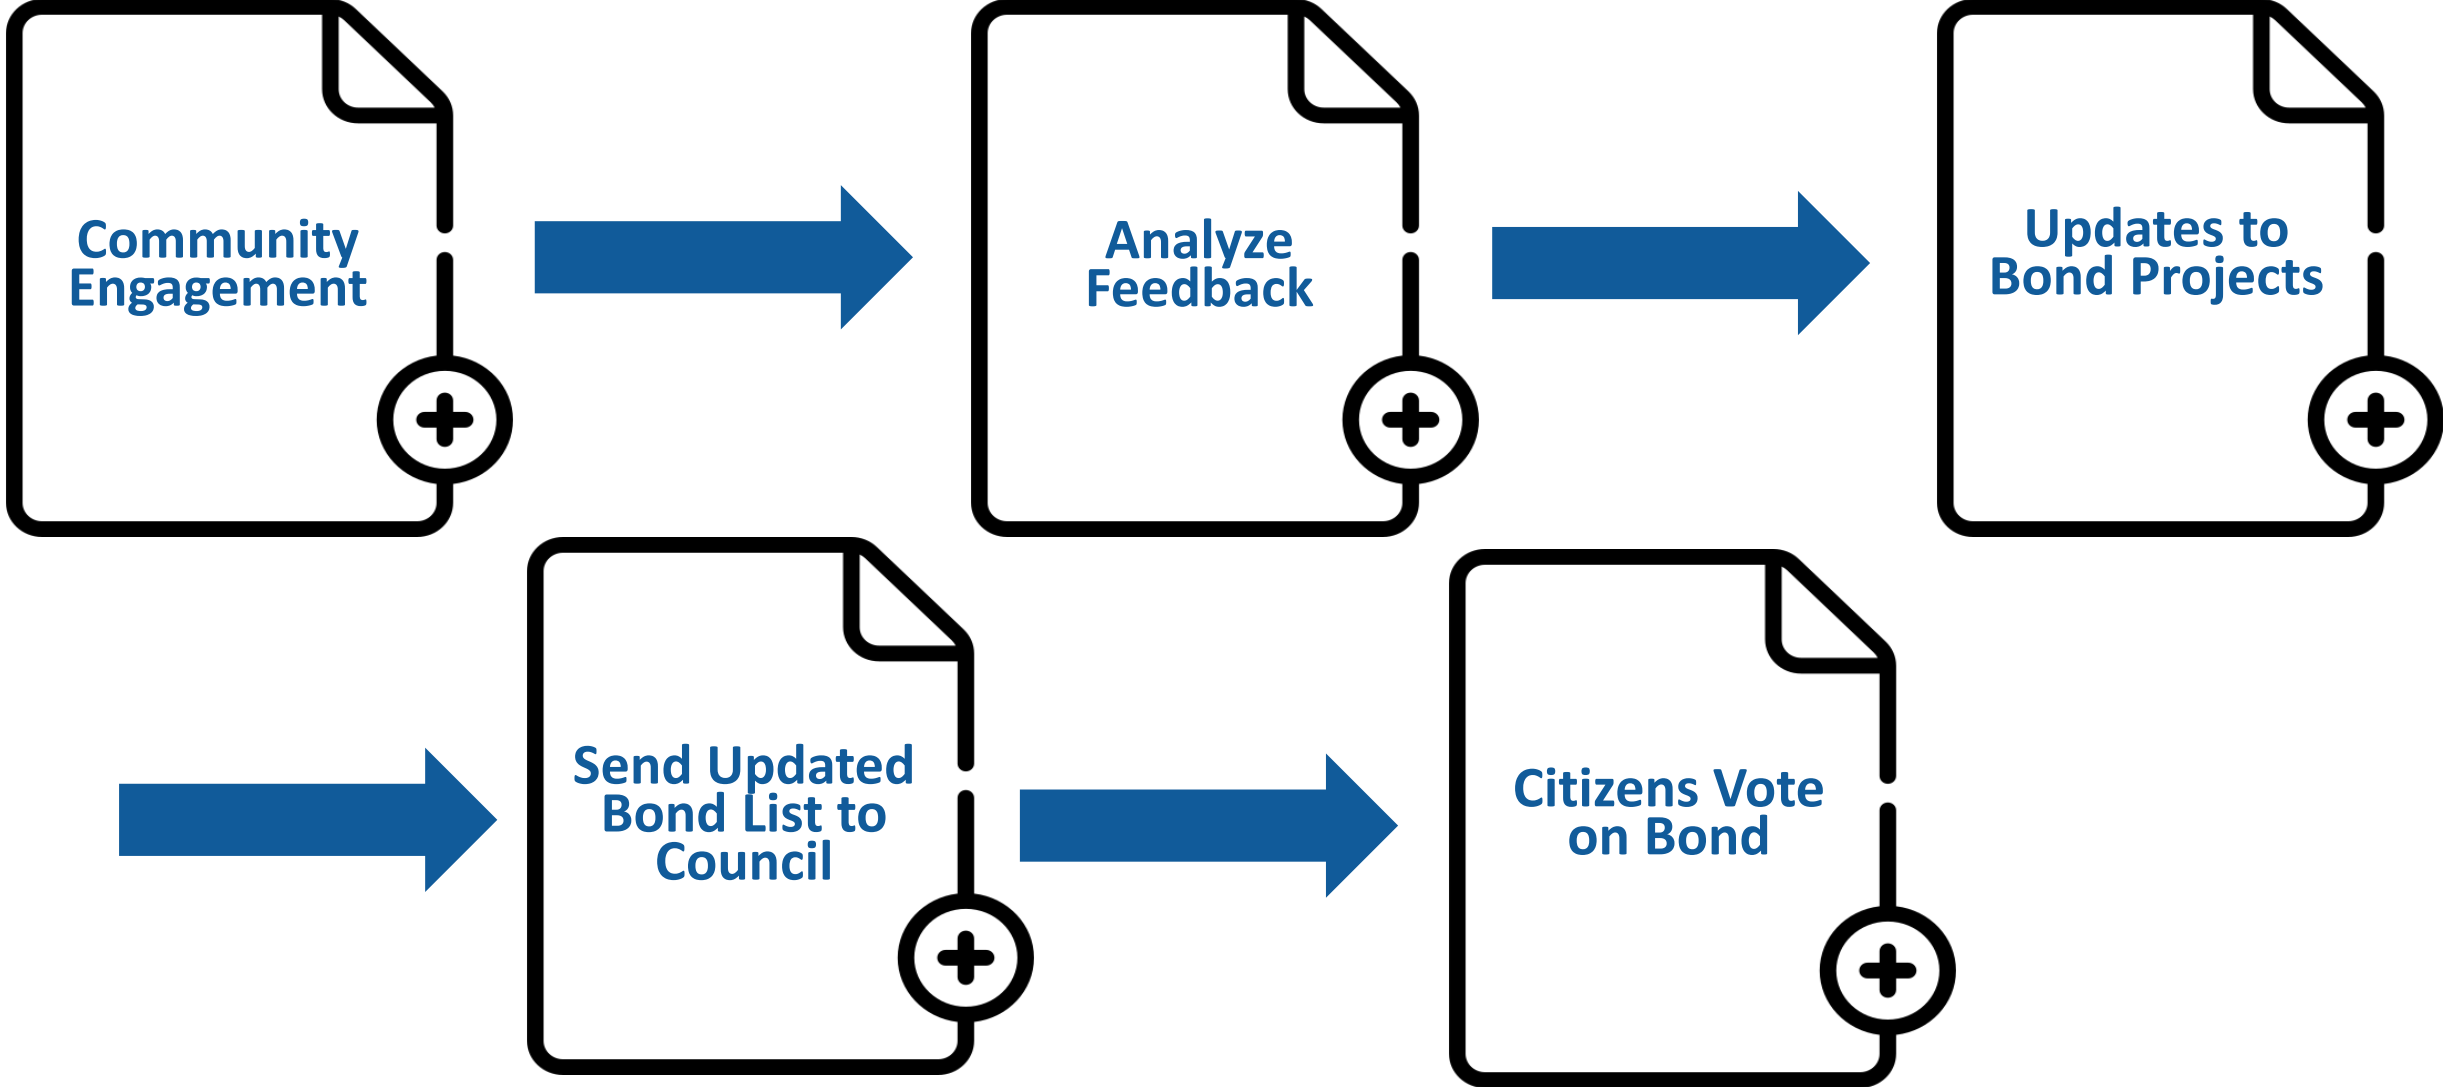 Community
Engagement
Analyze
Feedback
Updates to
Bond Projects
Send Updated
Bond List to
Council
Citizens Vote
on Bond